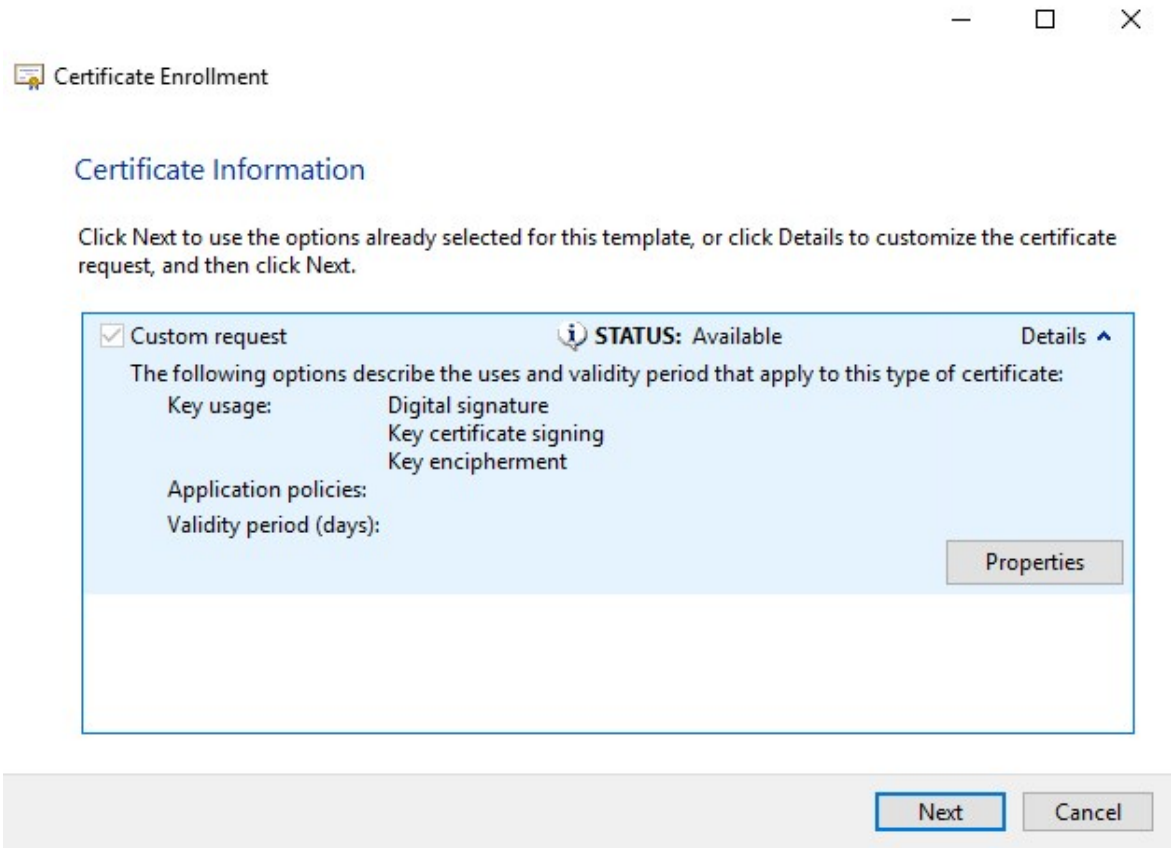 Certificate Enrollment
Certificate Information
Click Next to use the options already selected for this template, or click Details to customize the certificate
request, and then click Next.
Custom request STATUS: Available Details
The following options describe the uses and validity period that apply to this type of certificate:
Key usage: Digital signature
Key certificate signing
Key encipherment
Application policies:
Validity period (days):
Properties
Next Cancel